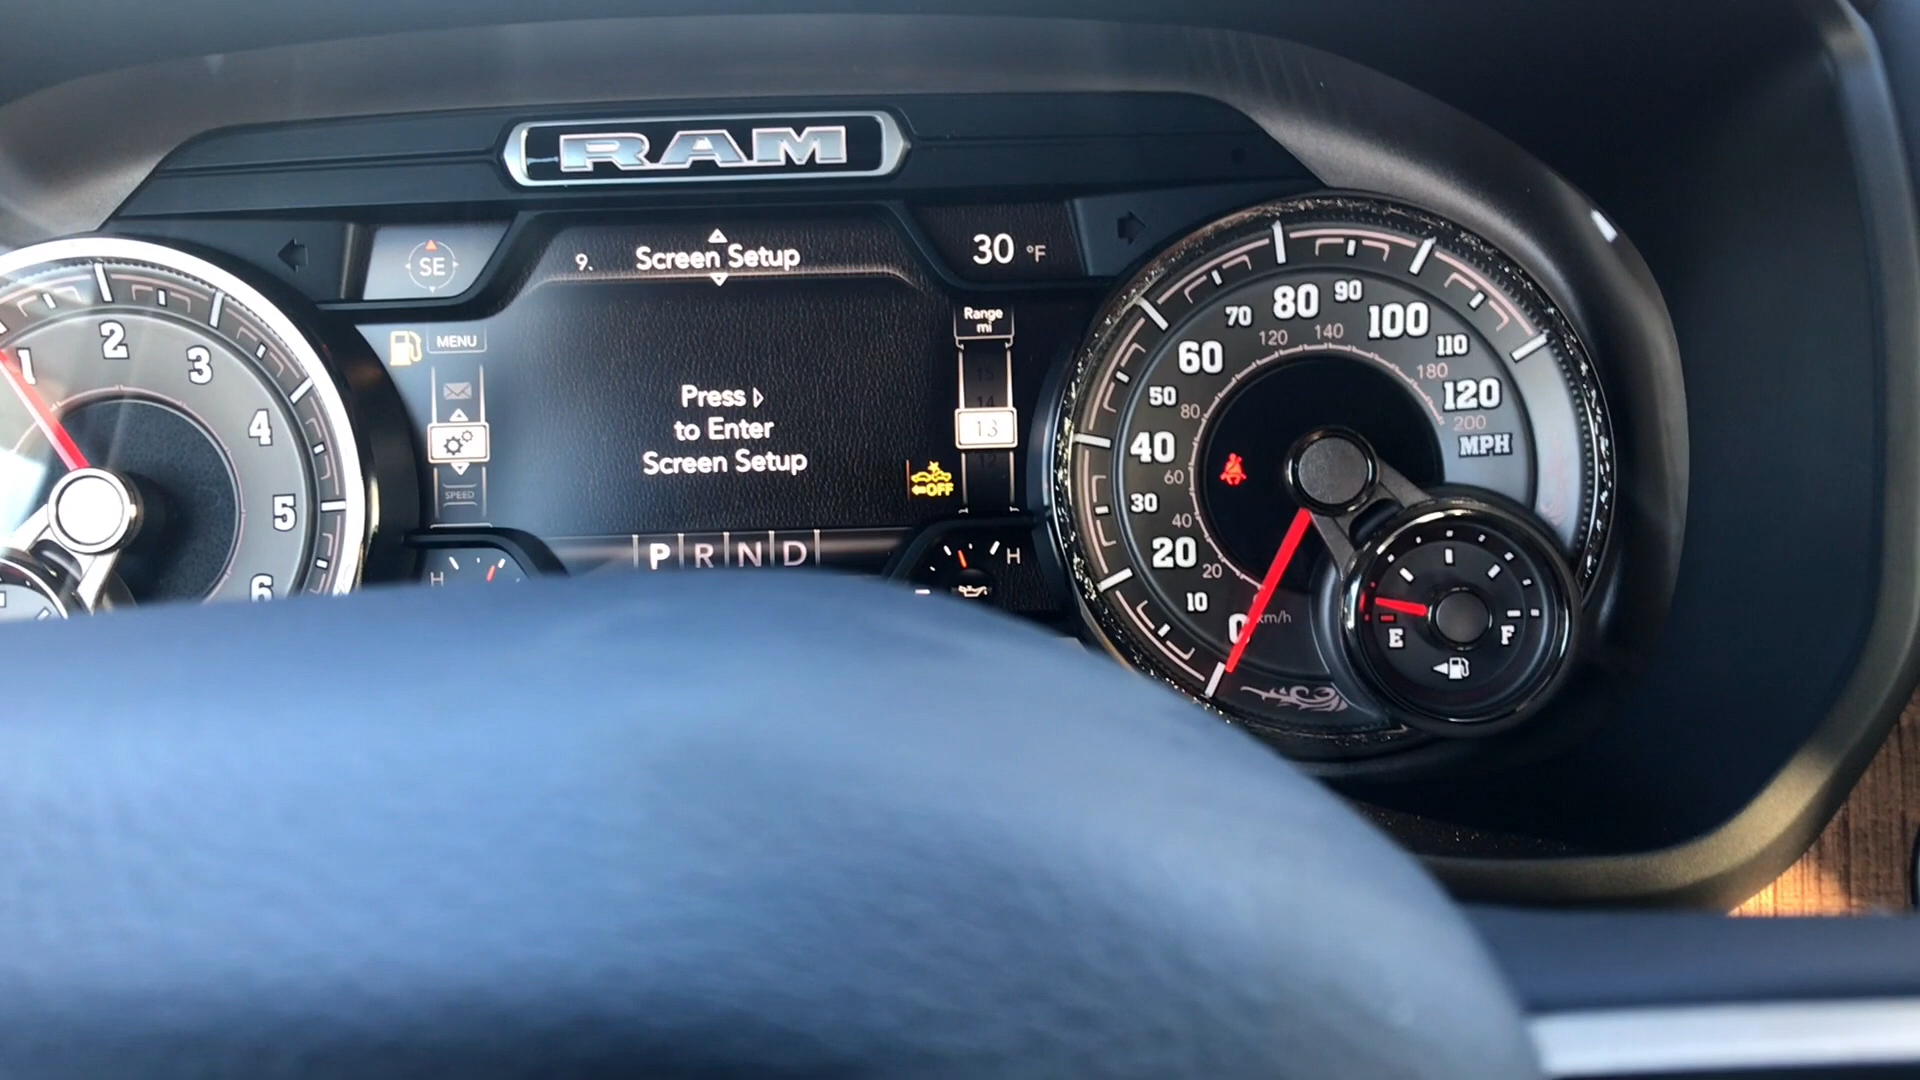 RAM
SE
9. Screen Setup
30 °F
MENU
Range
mi
Press
to Enter
Screen Setup
14
13
SPEED
OFF
P R N D
H
H
1
2
3
4
5
6
0
10
20
30
40
50
60
70
80
90
100
110
120
MPH
20
40
60
80
120
140
180
200
km/h
E
F